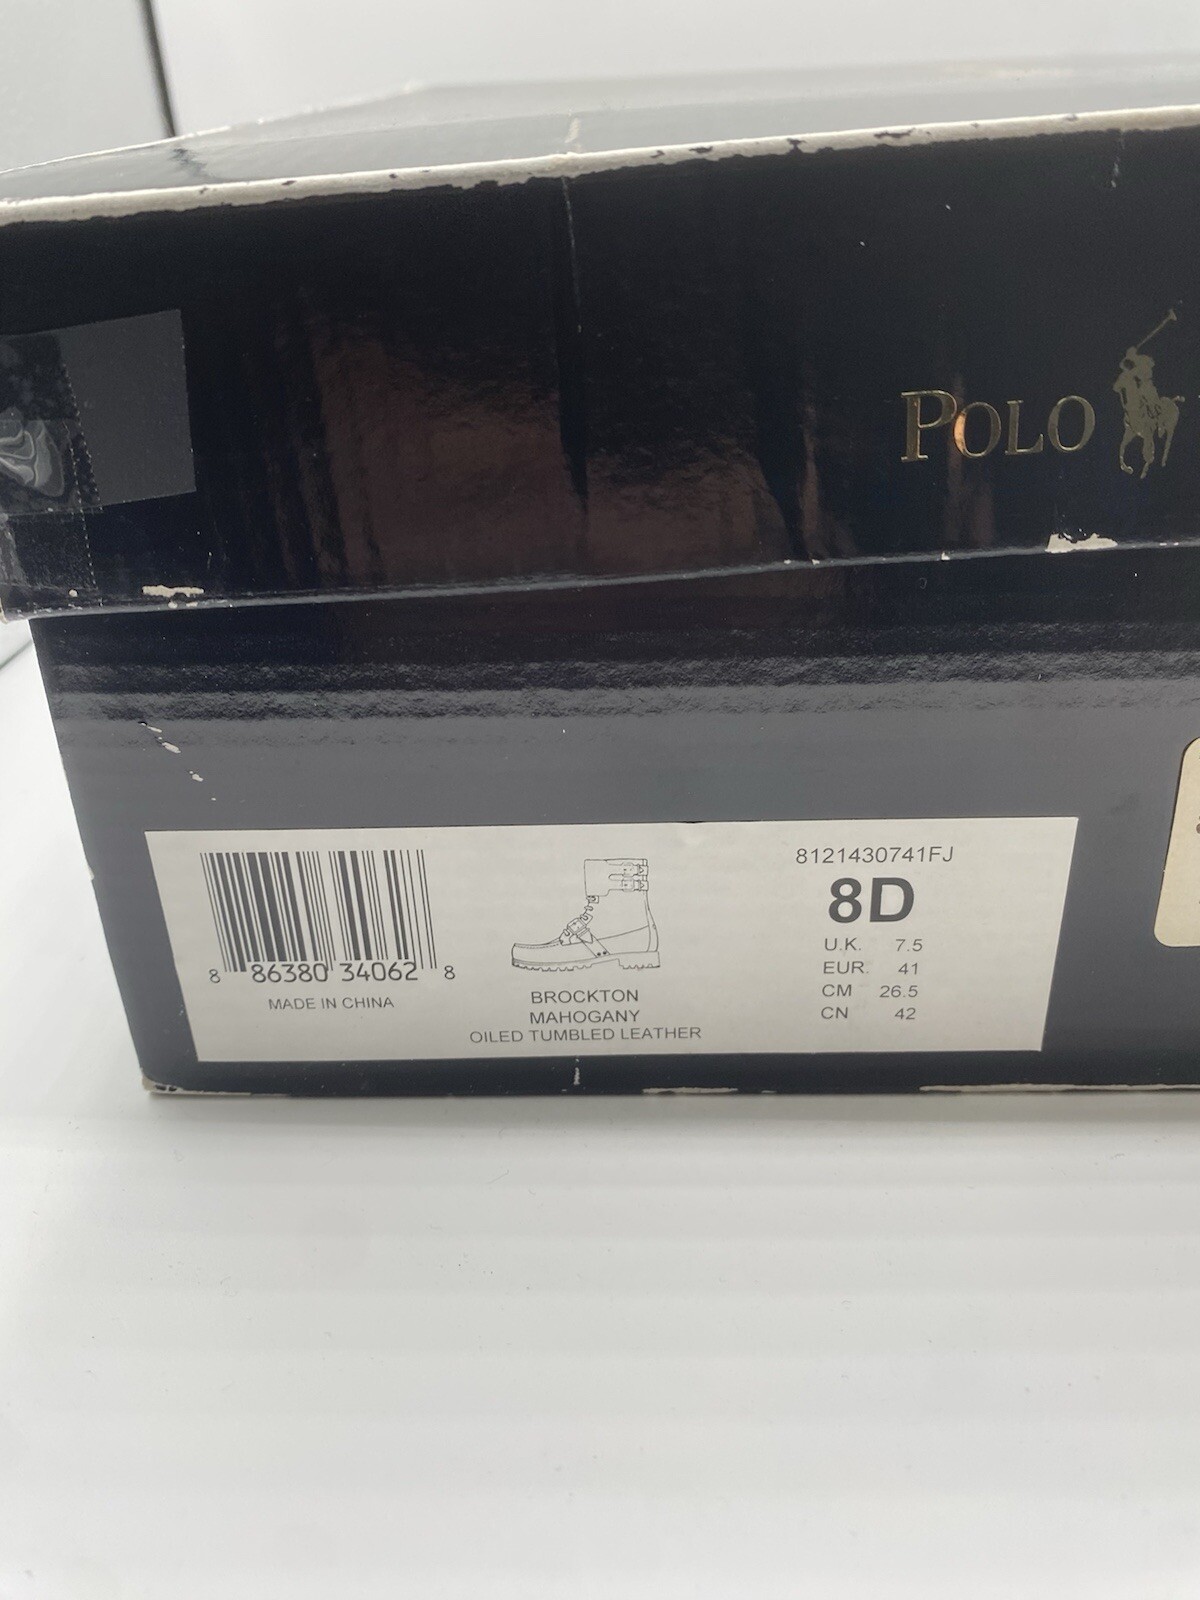 POLO
8 86380 34062 8
MADE IN CHINA
BROCKTON
MAHOGANY
OILED TUMBLED LEATHER
8121430741FJ
8D
U.K. 7.5
EUR. 41
CM 26.5
CN 42